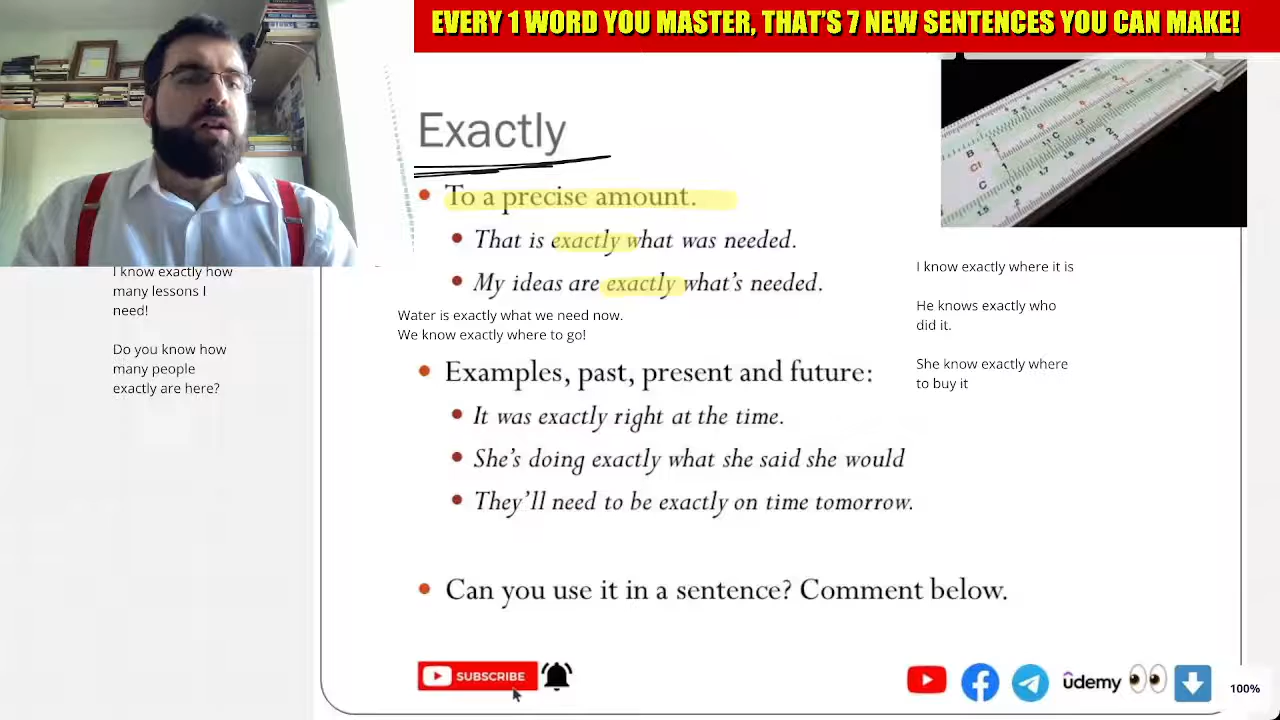 EVERY 1 WORD YOU MASTER, THAT'S 7 NEW SENTENCES YOU CAN MAKE!
Exactly
To a precise amount.
That is exactly what was needed.
My ideas are exactly what's needed.
Water is exactly what we need now.
We know exactly where to go!
I know exactly how
many lessons I
need!
Do you know how
many people
exactly are here?
I know exactly where it is
He knows exactly who
did it.
She know exactly where
to buy it
Examples, past, present and future:
It was exactly right at the time.
She's doing exactly what she said she would
They'll need to be exactly on time tomorrow.
Can you use it in a sentence? Comment below.
SUBSCRIBE
ûdemy
100%